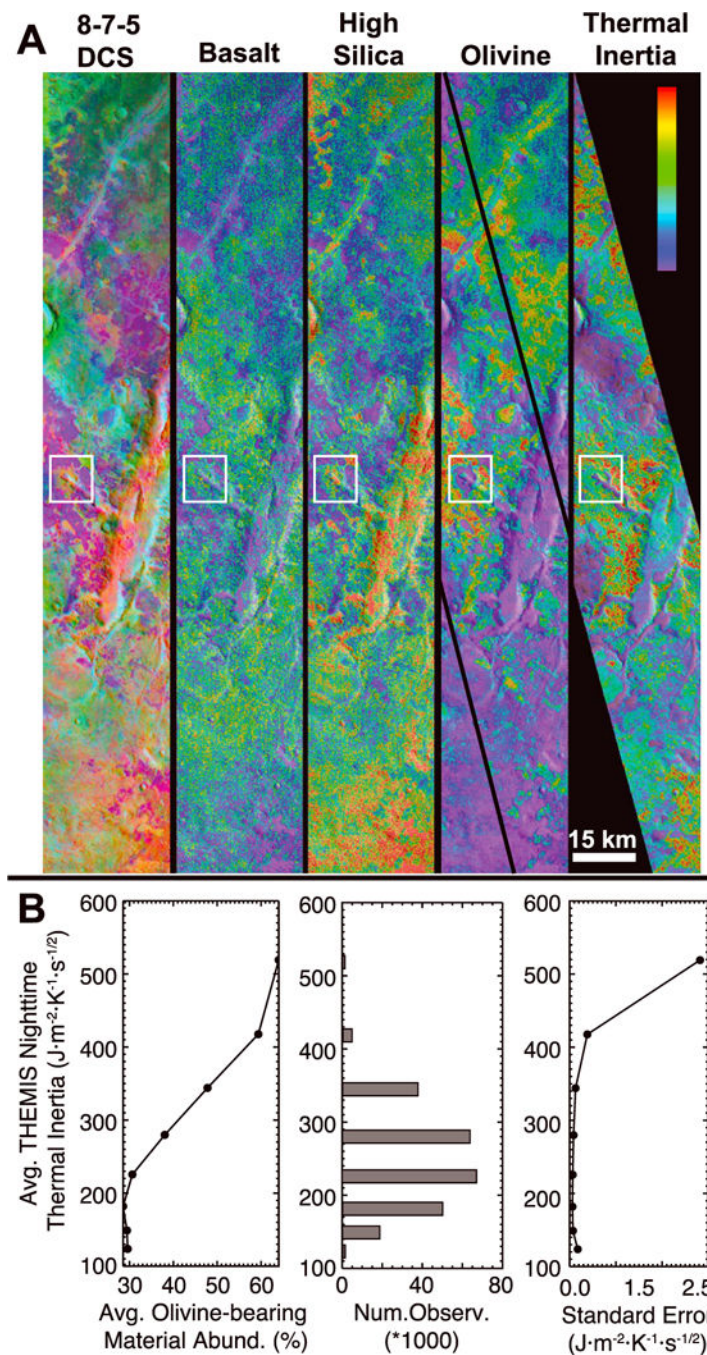 A
8-7-5
DCS
Basalt
High
Silica
Olivine
Thermal
Inertia
15 km
B
Avg. THEMIS Nighttime
Thermal Inertia (J·m⁻²·K⁻¹·s⁻¹/²)
600
500
400
300
200
100
30 40 50 60
Avg. Olivine-bearing
Material Abund. (%)
600
500
400
300
200
100
0 40 80
Num.Observ.
(*1000)
600
500
400
300
200
100
0.0 1.5 2.5
Standard Error
(J·m⁻²·K⁻¹·s⁻¹/²)